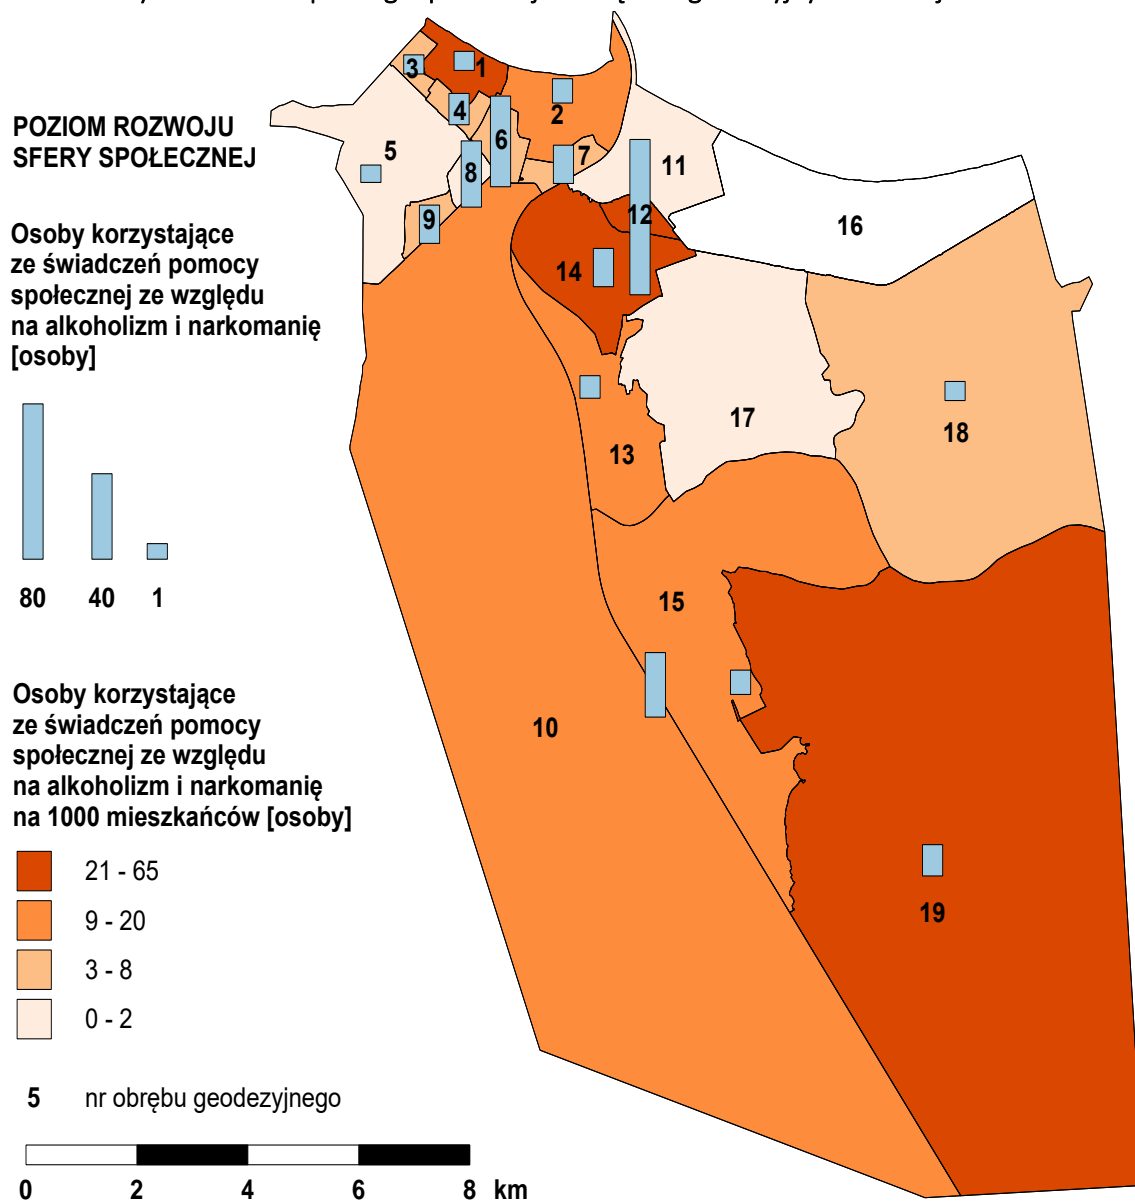 POZIOM ROZWOJU
SFERY SPOŁECZNEJ
Osoby korzystające
ze świadczeń pomocy
społecznej ze względu
na alkoholizm i narkomanię
[osoby]
80 40 1
Osoby korzystające
ze świadczeń pomocy
społecznej ze względu
na alkoholizm i narkomanię
na 1000 mieszkańców [osoby]
21 - 65
9 - 20
3 - 8
0 - 2
5 nr obrębu geodezyjnego
0 2 4 6 8 km
1
2
3
4
5
6
7
8
9
10
11
12
13
14
15
16
17
18
19